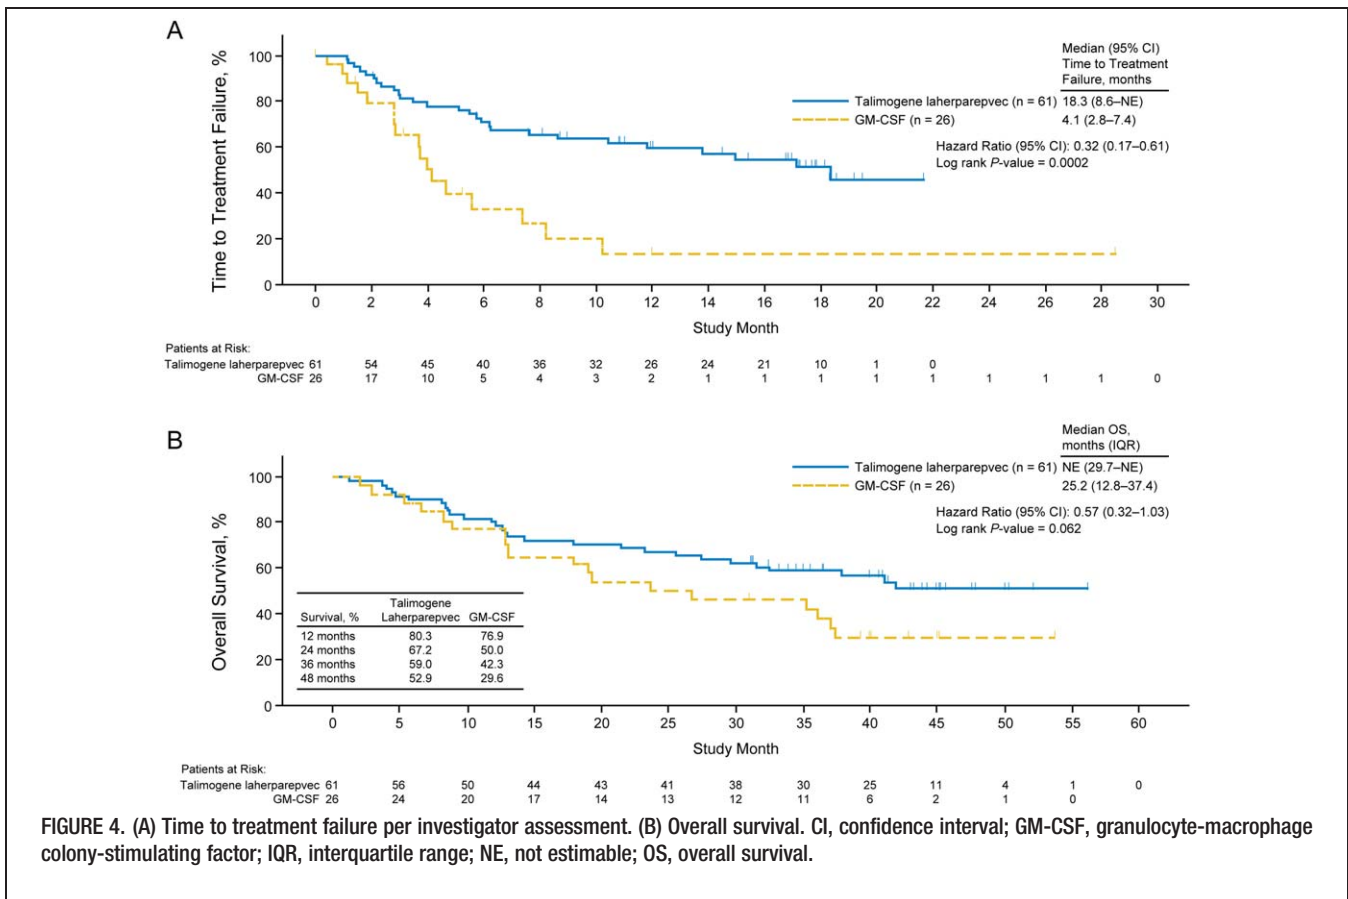 A
Time to Treatment Failure, %
100
80
60
40
20
0
Median (95% CI)
Time to Treatment
Failure, months
Talimogene laherparepvec (n = 61) 18.3 (8.6–NE)
GM-CSF (n = 26) 4.1 (2.8–7.4)
Hazard Ratio (95% CI): 0.32 (0.17–0.61)
Log rank P-value = 0.0002
0 2 4 6 8 10 12 14 16 18 20 22 24 26 28 30
Study Month
Patients at Risk:
Talimogene laherparepvec 61 54 45 40 36 32 26 24 21 10 1 0
GM-CSF 26 17 10 5 4 3 2 1 1 1 1 1 1 1 1 0
B
Overall Survival, %
100
80
60
40
20
0
Median OS,
months (IQR)
Talimogene laherparepvec (n = 61) NE (29.7–NE)
GM-CSF (n = 26) 25.2 (12.8–37.4)
Hazard Ratio (95% CI): 0.57 (0.32–1.03)
Log rank P-value = 0.062
Talimogene
Survival, % Laherparepvec GM-CSF
12 months 80.3 76.9
24 months 67.2 50.0
36 months 59.0 42.3
48 months 52.9 29.6
0 5 10 15 20 25 30 35 40 45 50 55 60
Study Month
Patients at Risk:
Talimogene laherparepvec 61 56 50 44 43 41 38 30 25 11 4 1 0
GM-CSF 26 24 20 17 14 13 12 11 6 2 1 0
FIGURE 4. (A) Time to treatment failure per investigator assessment. (B) Overall survival. CI, confidence interval; GM-CSF, granulocyte-macrophage
colony-stimulating factor; IQR, interquartile range; NE, not estimable; OS, overall survival.